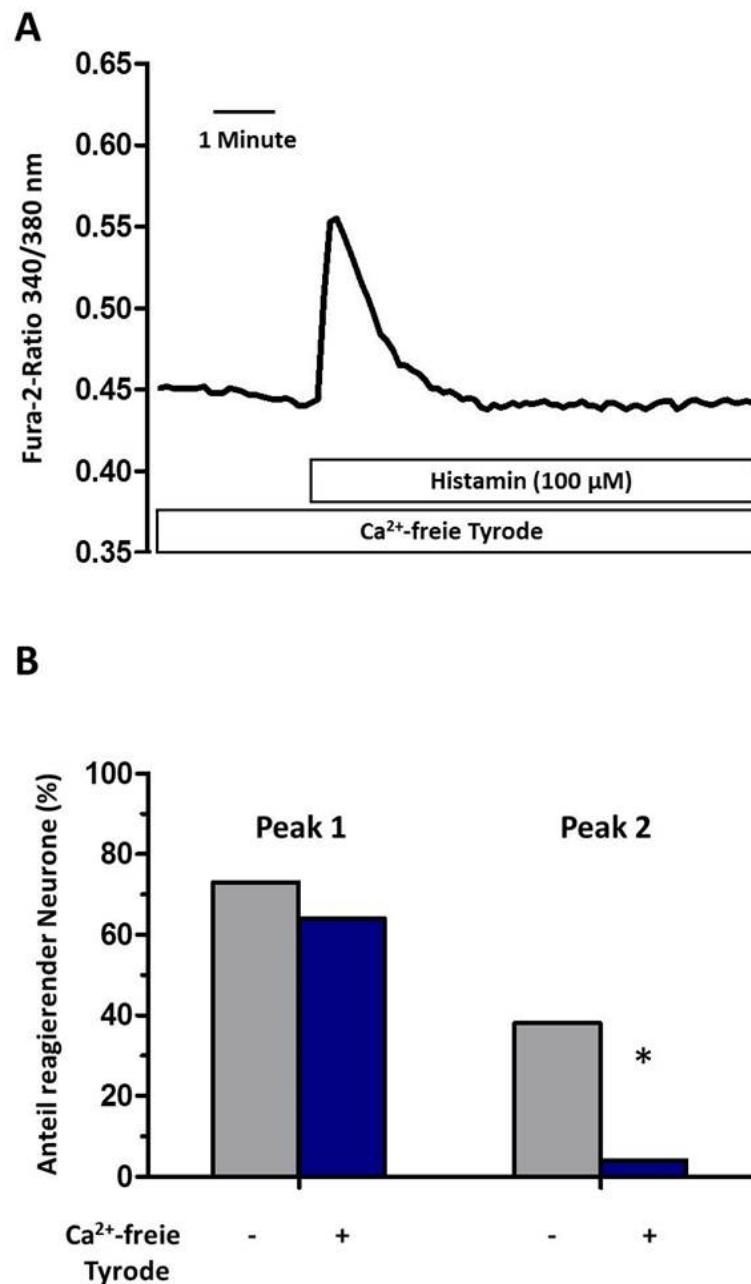 A
0.65
0.60
0.55
0.50
0.45
0.40
0.35
Fura-2-Ratio 340/380 nm
1 Minute
Histamin (100 µM)
Ca²⁺-freie Tyrode
B
100
80
60
40
20
0
Anteil reagierender Neurone (%)
Peak 1 Peak 2
*
Ca²⁺-freie - + - +
Tyrode